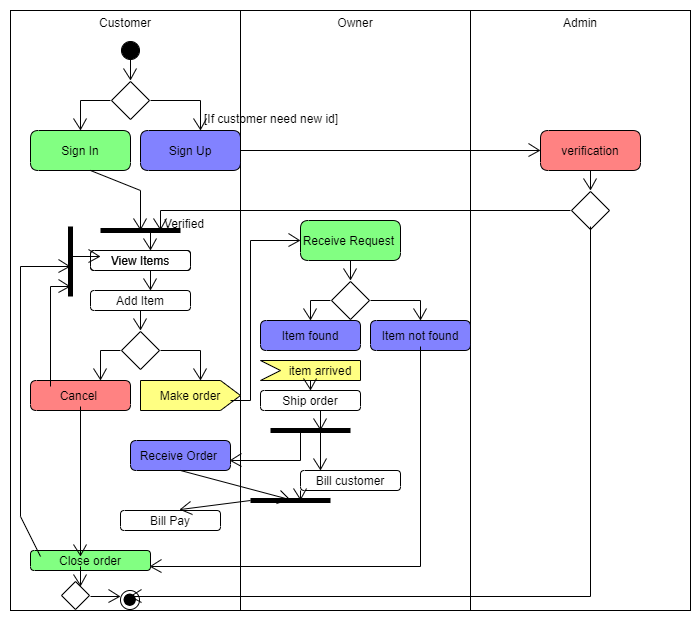 Customer
Owner
Admin
[If customer need new id]
Sign In
Sign Up
verification
Verified
Receive Request
View Items
Add Item
Item found
Item not found
item arrived
Cancel
Make order
Ship order
Receive Order
Bill customer
Bill Pay
Close order